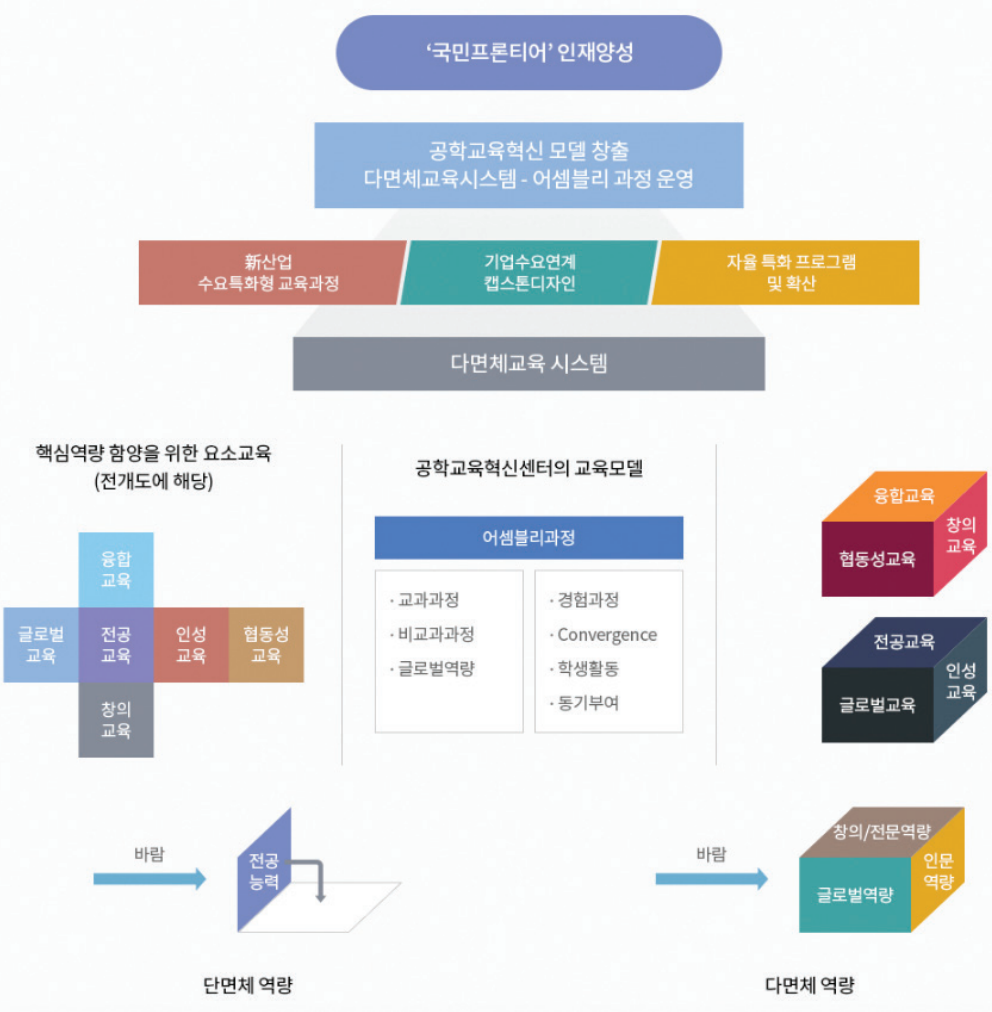 ‘국민프론티어’ 인재양성
공학교육혁신 모델 창출
다면체교육시스템 - 어셈블리 과정 운영
新산업
수요특화형 교육과정
기업수요연계
캡스톤디자인
자율 특화 프로그램
및 확산
다면체교육 시스템
핵심역량 함양을 위한 요소교육
(전개도에 해당)
융합
교육
글로벌
교육
전공
교육
인성
교육
협동성
교육
창의
교육
공학교육혁신센터의 교육모델
어셈블리과정
· 교과과정
· 비교과과정
· 글로벌역량
· 경험과정
· Convergence
· 학생활동
· 동기부여
융합교육
협동성교육
창의
교육
전공교육
글로벌교육
인성
교육
바람
전공
능력
단면체 역량
바람
창의/전문역량
글로벌역량
인문
역량
다면체 역량